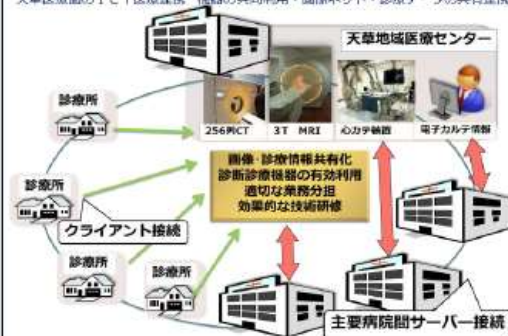 天草地域医療センター
256列CT
3T MRI
心カテ装置
電子カルテ情報
診療所
画像・診療情報共有化
診断診療機器の有効利用
適切な業務分担
効果的な技術研修
診療所
クライアント接続
診療所
診療所
主要病院間サーバー接続